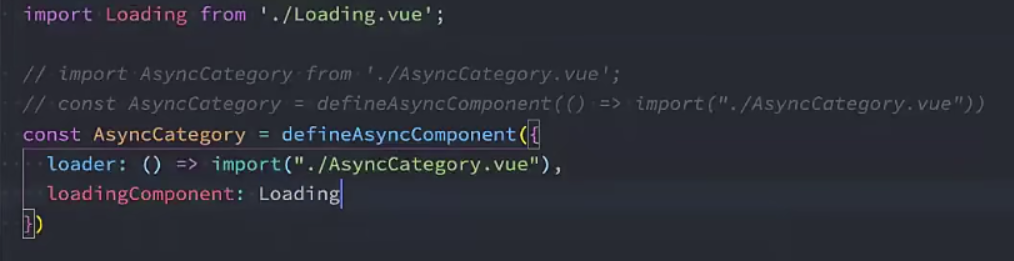 import Loading from './Loading.vue';
// import AsyncCategory from './AsyncCategory.vue';
// const AsyncCategory = defineAsyncComponent(() => import("./AsyncCategory.vue"))
const AsyncCategory = defineAsyncComponent({
loader: () => import("./AsyncCategory.vue"),
loadingComponent: Loading
})